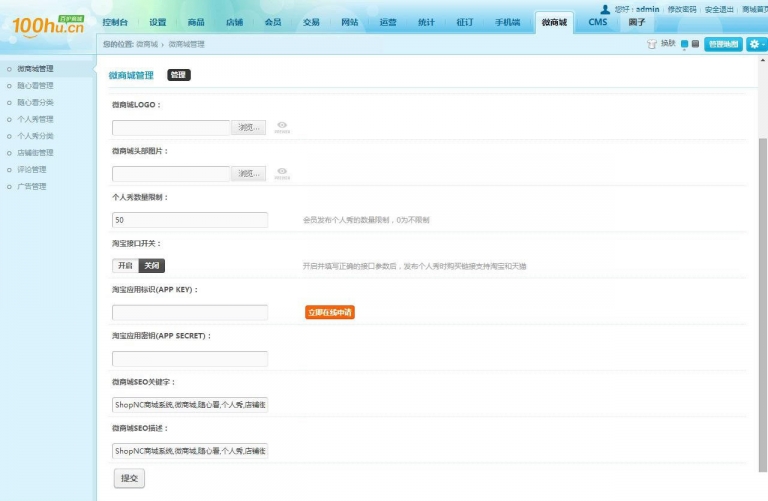 百护商城
100hu.cn
您好：admin | 修改密码 | 安全退出 | 商城首页
控制台 设置 商品 店铺 会员 交易 网站 运营 统计 征订 手机端 微商城 CMS 圈子
您的位置: 微商城 › 微商城管理
换肤 管理地图
微商城管理
随心看管理
随心看分类
个人秀管理
个人秀分类
店铺街管理
评论管理
广告管理
微商城管理 管理
微商城LOGO：
浏览...
微商城头部图片：
浏览...
个人秀数量限制：
50 会员发布个人秀的数量限制，0为不限制
淘宝接口开关：
开启 关闭 开启并填写正确的接口参数后，发布个人秀时购买链接支持淘宝和天猫
淘宝应用标识(APP KEY)：
立即在线申请
淘宝应用密钥(APP SECRET)：
微商城SEO关键字：
ShopNC商城系统,微商城,随心看,个人秀,店铺街
微商城SEO描述：
ShopNC商城系统,微商城,随心看,个人秀,店铺街
提交